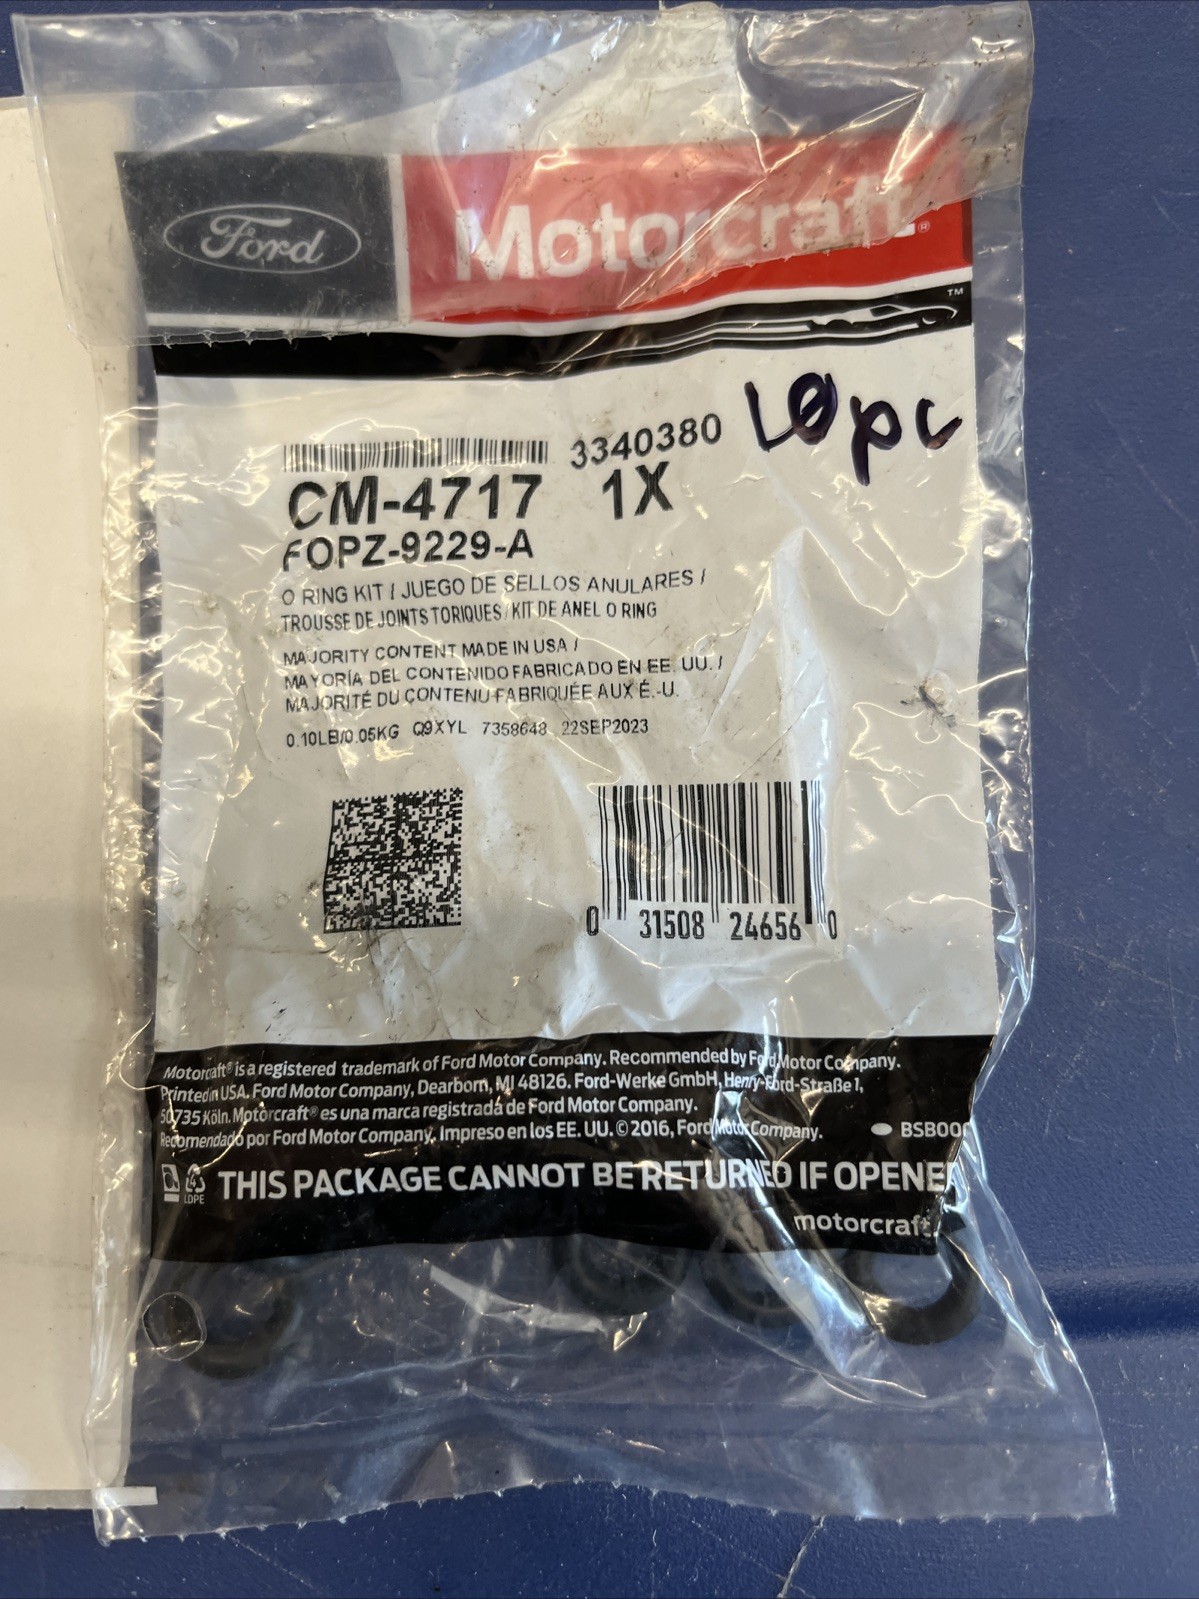 Ford
Motorcraft®
TM
3340380
10pc
CM-4717 1X
FOPZ-9229-A
O RING KIT / JUEGO DE SELLOS ANULARES /
TROUSSE DE JOINTS TORIQUES / KIT DE ANEL O RING
MAJORITY CONTENT MADE IN USA /
MAYORÍA DEL CONTENIDO FABRICADO EN EE. UU. /
MAJORITÉ DU CONTENU FABRIQUÉE AUX É.-U.
0.10LB/0.05KG Q9XYL 7358648 22SEP2023
0 31508 24656 0
Motorcraft® is a registered trademark of Ford Motor Company. Recommended by Ford Motor Company.
Printed in USA. Ford Motor Company, Dearborn, MI 48126. Ford-Werke GmbH, Henry-Ford-Straße 1,
50735 Köln. Motorcraft® es una marca registrada de Ford Motor Company.
Recomendado por Ford Motor Company. Impreso en los EE. UU. © 2016, Ford Motor Company. BSB000
LDPE
THIS PACKAGE CANNOT BE RETURNED IF OPENE
motorcraft.